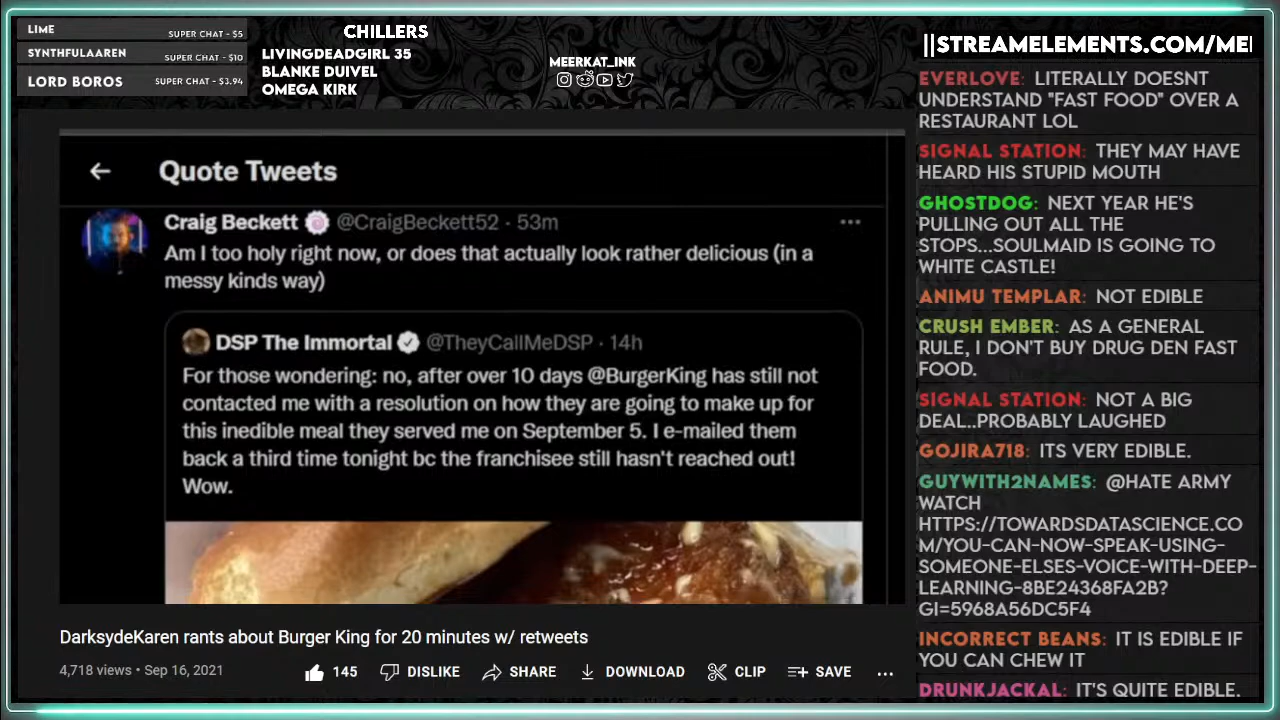 LIME SUPER CHAT - $5
SYNTHFULAAREN SUPER CHAT - $10
LORD BOROS SUPER CHAT - $3.94
CHILLERS
LIVINGDEADGIRL 35
BLANKE DUIVEL
OMEGA KIRK
MEERKAT_INK
||STREAMELEMENTS.COM/MEI
Quote Tweets
Craig Beckett @CraigBeckett52 · 53m
Am I too holy right now, or does that actually look rather delicious (in a
messy kinds way)
DSP The Immortal @TheyCallMeDSP · 14h
For those wondering: no, after over 10 days @BurgerKing has still not
contacted me with a resolution on how they are going to make up for
this inedible meal they served me on September 5. I e-mailed them
back a third time tonight bc the franchisee still hasn't reached out!
Wow.
DarksydeKaren rants about Burger King for 20 minutes w/ retweets
4,718 views • Sep 16, 2021
145 DISLIKE SHARE DOWNLOAD CLIP SAVE
EVERLOVE: LITERALLY DOESNT
UNDERSTAND "FAST FOOD" OVER A
RESTAURANT LOL
SIGNAL STATION: THEY MAY HAVE
HEARD HIS STUPID MOUTH
GHOSTDOG: NEXT YEAR HE'S
PULLING OUT ALL THE
STOPS...SOULMAID IS GOING TO
WHITE CASTLE!
ANIMU TEMPLAR: NOT EDIBLE
CRUSH EMBER: AS A GENERAL
RULE, I DON'T BUY DRUG DEN FAST
FOOD.
SIGNAL STATION: NOT A BIG
DEAL..PROBABLY LAUGHED
GOJIRA718: ITS VERY EDIBLE.
GUYWITH2NAMES: @HATE ARMY
WATCH
HTTPS://TOWARDSDATASCIENCE.CO
M/YOU-CAN-NOW-SPEAK-USING-
SOMEONE-ELSES-VOICE-WITH-DEEP-
LEARNING-8BE24368FA2B?
GI=5968A56DC5F4
INCORRECT BEANS: IT IS EDIBLE IF
YOU CAN CHEW IT
DRUNKJACKAL: IT'S QUITE EDIBLE.